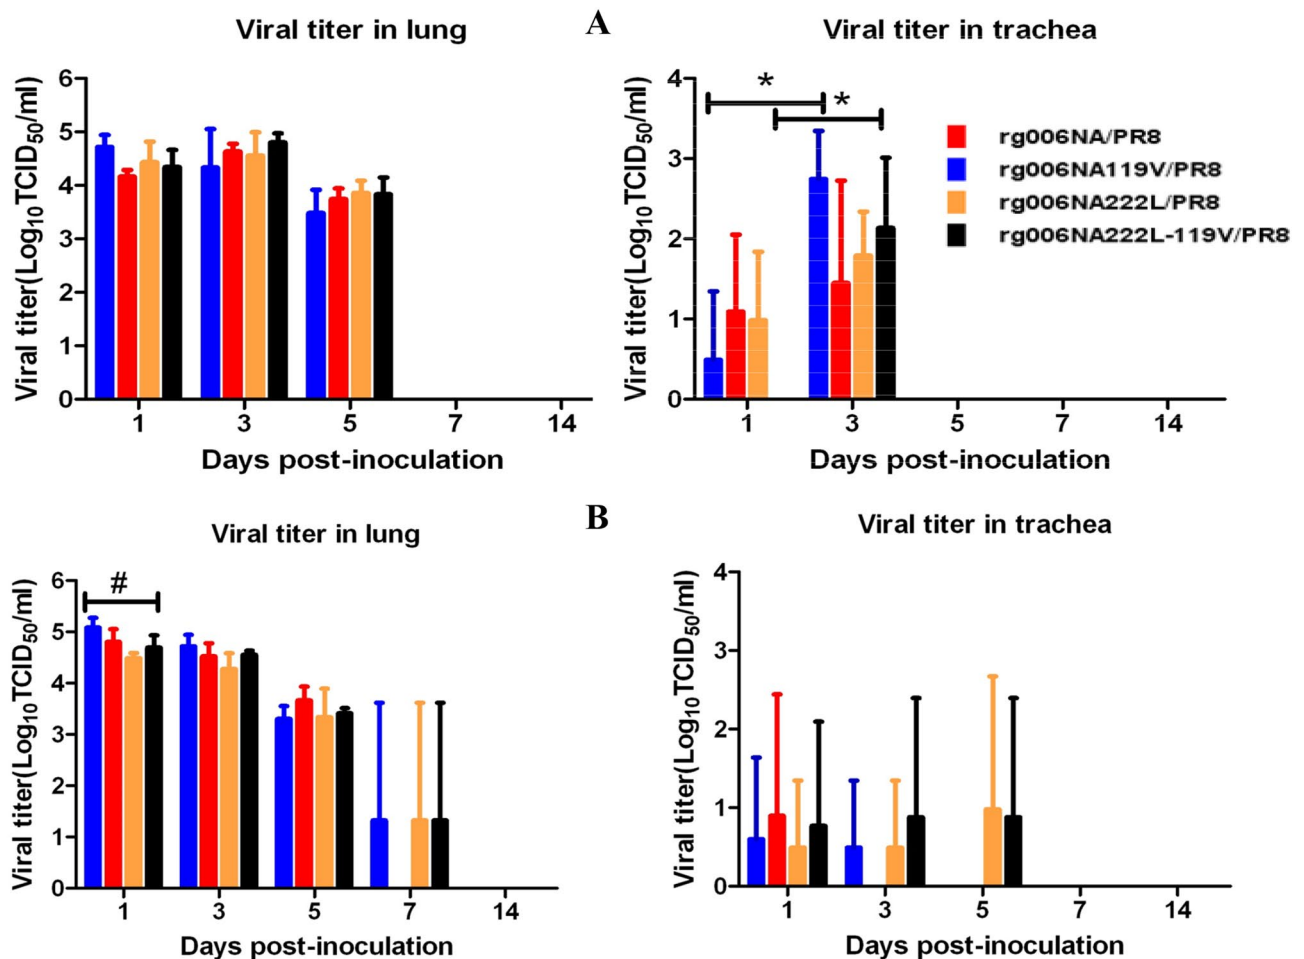 Viral titer in lung
A
Viral titer in trachea
Viral titer(Log10TCID50/ml)
6
5
4
3
2
1
0
1 3 5 7 14
Days post-inoculation
Viral titer(Log10TCID50/ml)
4
3
2
1
0
* *
1 3 5 7 14
Days post-inoculation
rg006NA/PR8
rg006NA119V/PR8
rg006NA222L/PR8
rg006NA222L-119V/PR8
B
Viral titer in lung
Viral titer(Log10TCID50/ml)
6
5
4
3
2
1
0
#
1 3 5 7 14
Days post-inoculation
Viral titer in trachea
Viral titer(Log10TCID50/ml)
4
3
2
1
0
1 3 5 7 14
Days post-inoculation